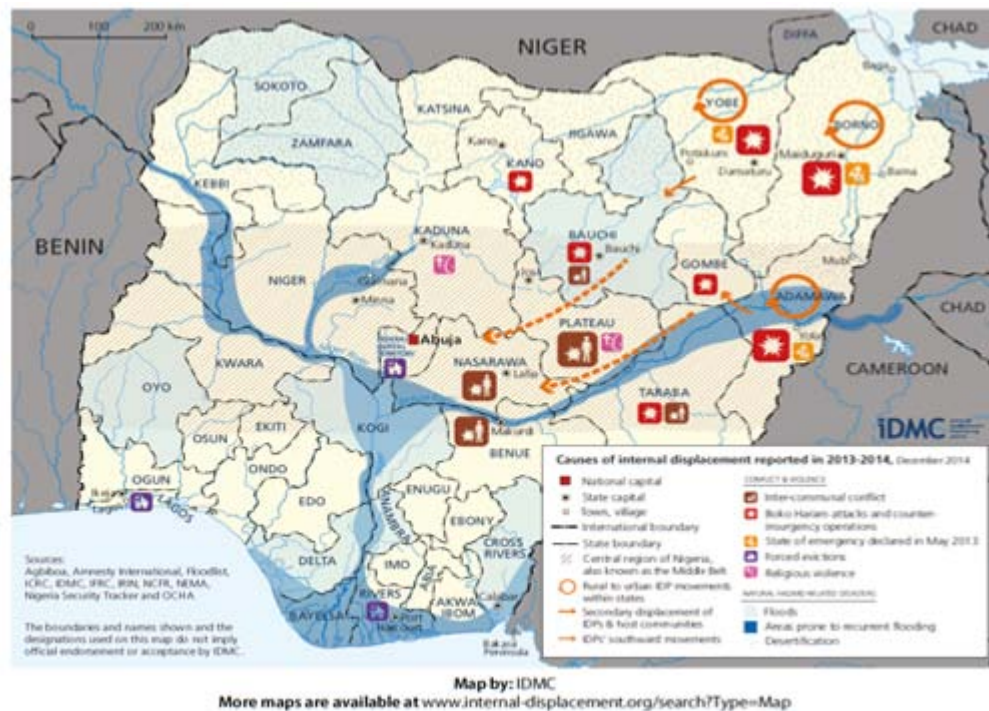 0 100 200 km
NIGER
CHAD
DIFFA
SOKOTO
KATSINA
ZAMFARA
KEBBI
Kano
KANO
JIGAWA
YOBE
Potiskum
Damaturu
BORNO
Maiduguri
Bama
BENIN
KADUNA
Kaduna
BAUCHI
Bauchi
GOMBE
Mubi
NIGER
Minna
Jos
ADAMAWA
CHAD
Abuja
FEDERAL CAPITAL TERRITORY
PLATEAU
NASARAWA
Lafia
KWARA
OYO
TARABA
CAMEROON
KOGI
Makurdi
BENUE
iDMC
EKITI
OSUN
ONDO
OGUN
LAGOS
EDO
ENUGU
EBONY
ANAMBRA
CROSS RIVERS
DELTA
IMO
RIVERS
AKWA IBOM
Calabar
BAYELSA
Port Harcourt
Bakassi Peninsula
Causes of internal displacement reported in 2013-2014, December 2014
National capital
State capital
Town, village
International boundary
State boundary
Central region of Nigeria,
also known as the Middle Belt
Rural to urban IDP movements
within states
Secondary displacement of
IDPs & host communities
IDPs' southward movements
CONFLICT & VIOLENCE
Inter-communal conflict
Boko Haram attacks and counter-
insurgency operations
State of emergency declared in May 2013
Forced evictions
Religious violence
NATURAL HAZARD-RELATED DISASTERS
Floods
Areas prone to recurrent flooding
Desertification
Sources:
Agbiboa, Amnesty International, Floodlist,
ICRC, IDMC, IFRC, IRIN, NCFR, NEMA,
Nigeria Security Tracker and OCHA
The boundaries and names shown and the
designations used on this map do not imply
official endorsement or acceptance by IDMC.
Map by: IDMC
More maps are available at www.internal-displacement.org/search?Type=Map